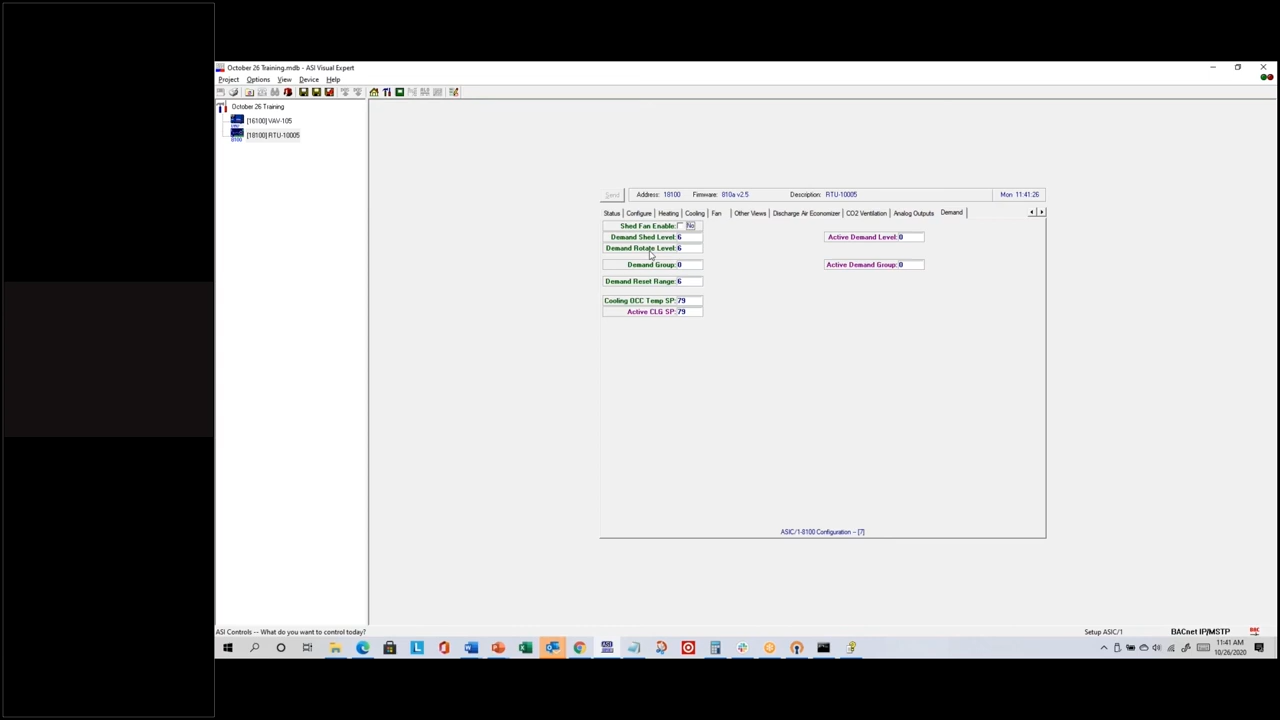 October 26 Training.mdb - ASI Visual Expert
Project Options View Device Help
October 26 Training
[16100] VAV-105
[18100] RTU-10005
8100
Send Address: 18100 Firmware: 810a v2.5 Description: RTU-10005 Mon 11:41:26
Status Configure Heating Cooling Fan Other Views Discharge Air Economizer CO2 Ventilation Analog Outputs Demand
Shed Fan Enable: No
Demand Shed Level: 6 Active Demand Level: 0
Demand Rotate Level: 6
Demand Group: 0 Active Demand Group: 0
Demand Reset Range: 6
Cooling OCC Temp SP: 79
Active CLG SP: 79
ASIC/1-8100 Configuration -- [7]
ASI Controls -- What do you want to control today? Setup ASIC/1 BACnet IP/MSTP
11:41 AM
10/26/2020